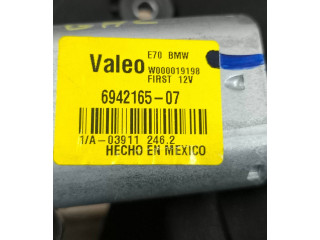 Valeo E70 BMW
W000019198
FIRST 12V
6942165-07
1/A-03911 246.2
HECHO EN MEXICO